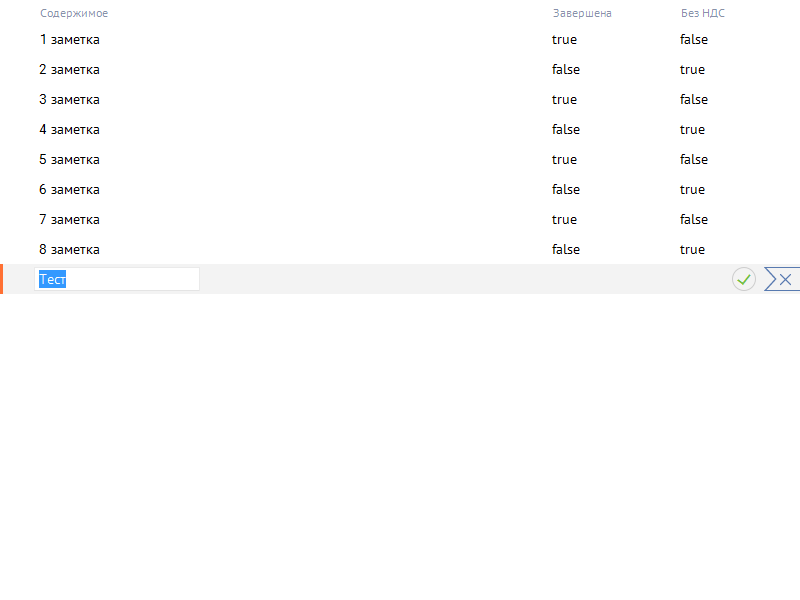 Содержимое Завершена Без НДС
1 заметка true false
2 заметка false true
3 заметка true false
4 заметка false true
5 заметка true false
6 заметка false true
7 заметка true false
8 заметка false true
Тест